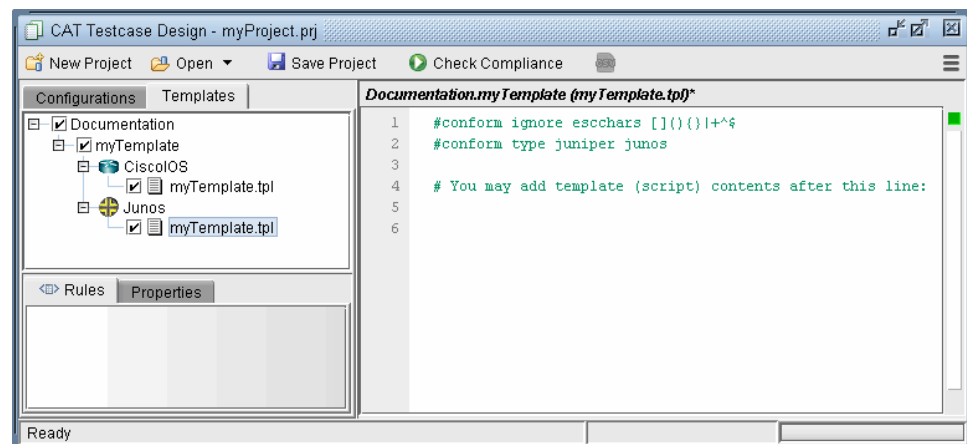 CAT Testcase Design - myProject.prj
New Project Open Save Project Check Compliance
Configurations Templates
Documentation
myTemplate
CiscoIOS
myTemplate.tpl
Junos
myTemplate.tpl
Rules Properties
Documentation.myTemplate (myTemplate.tpl)*
1 #conform ignore escchars [](){}|+^$
2 #conform type juniper junos
3
4 # You may add template (script) contents after this line:
5
6
Ready